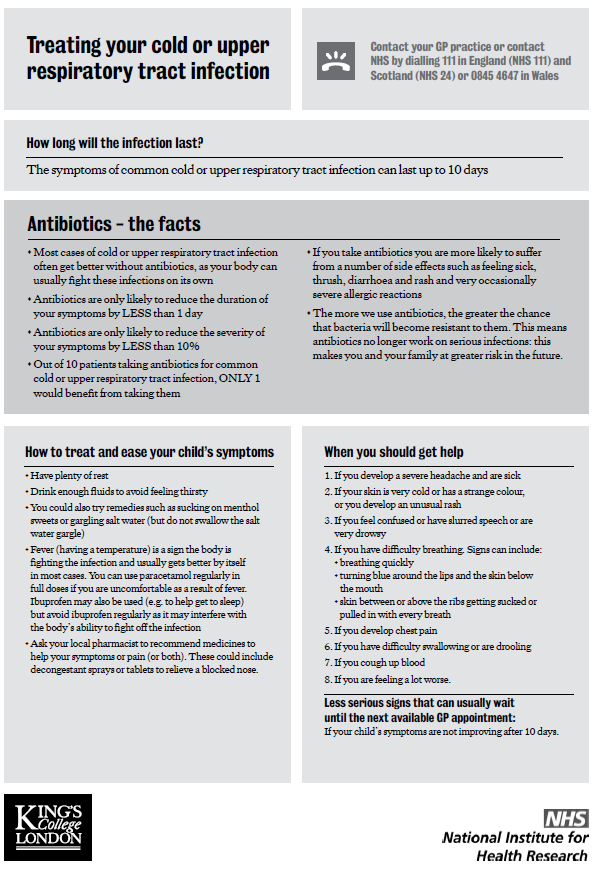 Treating your cold or upper
respiratory tract infection
Contact your GP practice or contact
NHS by dialling 111 in England (NHS 111) and
Scotland (NHS 24) or 0845 4647 in Wales
How long will the infection last?
The symptoms of common cold or upper respiratory tract infection can last up to 10 days
Antibiotics – the facts
• Most cases of cold or upper respiratory tract infection
often get better without antibiotics, as your body can
usually fight these infections on its own
• Antibiotics are only likely to reduce the duration of
your symptoms by LESS than 1 day
• Antibiotics are only likely to reduce the severity of
your symptoms by LESS than 10%
• Out of 10 patients taking antibiotics for common
cold or upper respiratory tract infection, ONLY 1
would benefit from taking them
• If you take antibiotics you are more likely to suffer
from a number of side effects such as feeling sick,
thrush, diarrhoea and rash and very occasionally
severe allergic reactions
• The more we use antibiotics, the greater the chance
that bacteria will become resistant to them. This means
antibiotics no longer work on serious infections: this
makes you and your family at greater risk in the future.
How to treat and ease your child's symptoms
• Have plenty of rest
• Drink enough fluids to avoid feeling thirsty
• You could also try remedies such as sucking on menthol
sweets or gargling salt water (but do not swallow the salt
water gargle)
• Fever (having a temperature) is a sign the body is
fighting the infection and usually gets better by itself
in most cases. You can use paracetamol regularly in
full doses if you are uncomfortable as a result of fever.
Ibuprofen may also be used (e.g. to help get to sleep)
but avoid ibuprofen regularly as it may interfere with
the body's ability to fight off the infection
• Ask your local pharmacist to recommend medicines to
help your symptoms or pain (or both). These could include
decongestant sprays or tablets to relieve a blocked nose.
When you should get help
1. If you develop a severe headache and are sick
2. If your skin is very cold or has a strange colour,
or you develop an unusual rash
3. If you feel confused or have slurred speech or are
very drowsy
4. If you have difficulty breathing. Signs can include:
• breathing quickly
• turning blue around the lips and the skin below
the mouth
• skin between or above the ribs getting sucked or
pulled in with every breath
5. If you develop chest pain
6. If you have difficulty swallowing or are drooling
7. If you cough up blood
8. If you are feeling a lot worse.
Less serious signs that can usually wait
until the next available GP appointment:
If your child's symptoms are not improving after 10 days.
KING'S
College
LONDON
NHS
National Institute for
Health Research